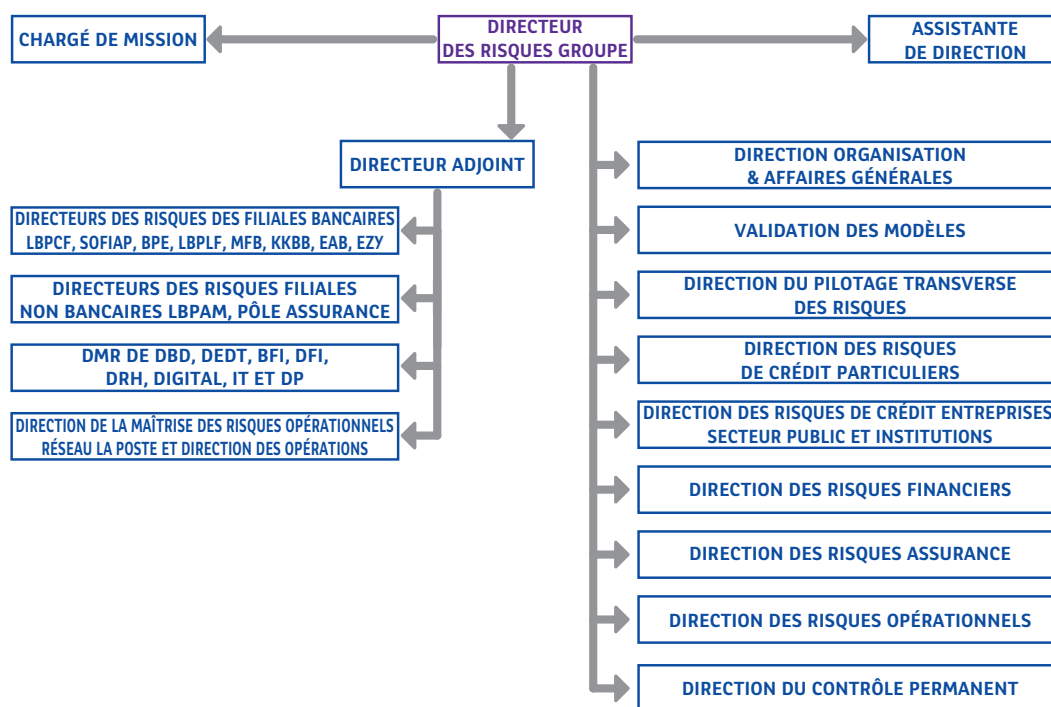 CHARGÉ DE MISSION
DIRECTEUR
DES RISQUES GROUPE
ASSISTANTE
DE DIRECTION
DIRECTEUR ADJOINT
DIRECTEURS DES RISQUES DES FILIALES BANCAIRES
LBPCF, SOFIAP, BPE, LBPLF, MFB, KKBB, EAB, EZY
DIRECTEURS DES RISQUES FILIALES
NON BANCAIRES LBPAM, PÔLE ASSURANCE
DMR DE DBD, DEDT, BFI, DFI,
DRH, DIGITAL, IT ET DP
DIRECTION DE LA MAÎTRISE DES RISQUES OPÉRATIONNELS
RÉSEAU LA POSTE ET DIRECTION DES OPÉRATIONS
DIRECTION ORGANISATION
& AFFAIRES GÉNÉRALES
VALIDATION DES MODÈLES
DIRECTION DU PILOTAGE TRANSVERSE
DES RISQUES
DIRECTION DES RISQUES
DE CRÉDIT PARTICULIERS
DIRECTION DES RISQUES DE CRÉDIT ENTREPRISES
SECTEUR PUBLIC ET INSTITUTIONS
DIRECTION DES RISQUES FINANCIERS
DIRECTION DES RISQUES ASSURANCE
DIRECTION DES RISQUES OPÉRATIONNELS
DIRECTION DU CONTRÔLE PERMANENT